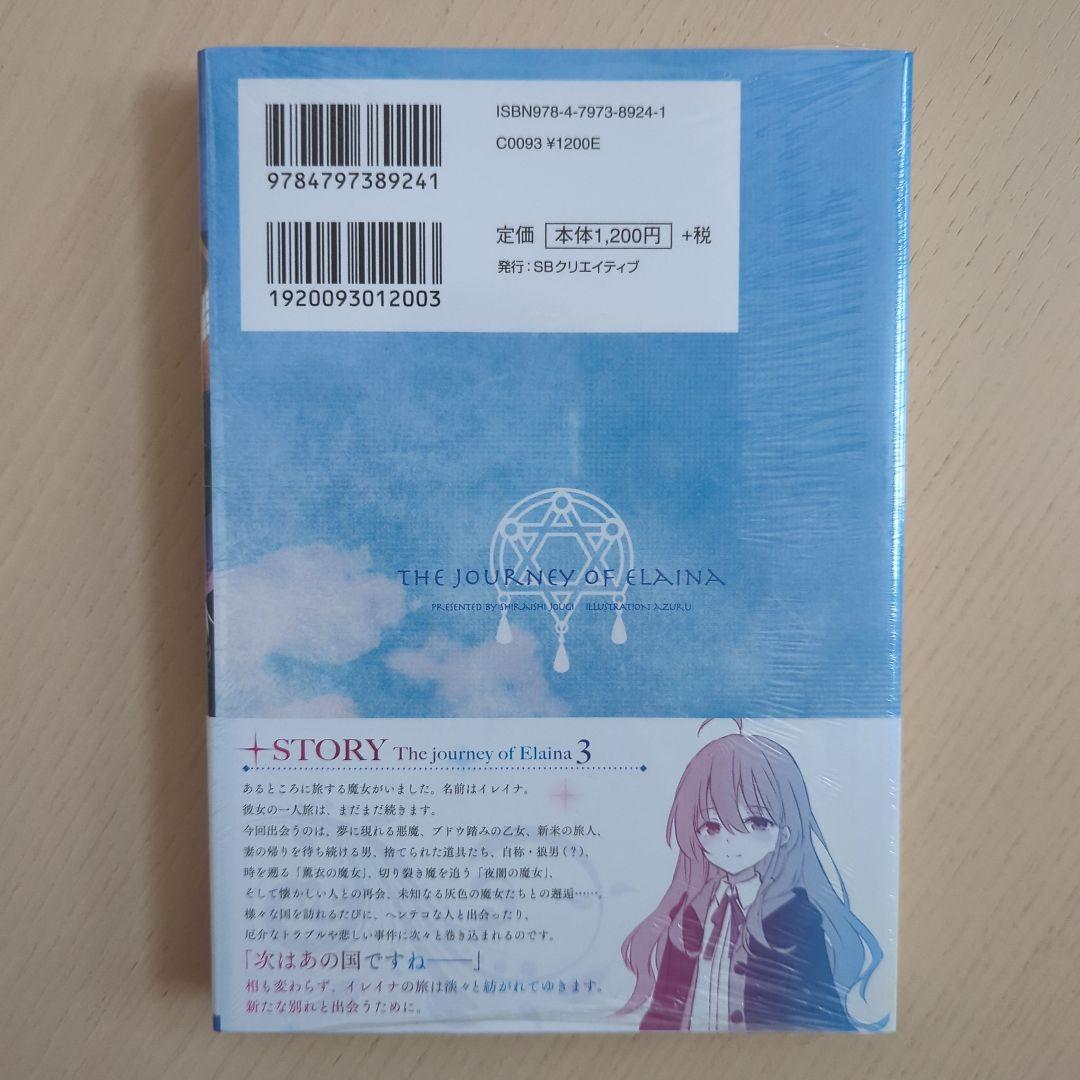 ISBN978-4-7973-8924-1
C0093 ¥1200E
9784797389241
定価 本体1,200円 +税
発行：SBクリエイティブ
1920093012003
THE JOURNEY OF ELAINA
PRESENTED BY SHIRAISHI JOUGI ILLUSTRATION AZURU
STORY The journey of Elaina 3
あるところに旅する魔女がいました。名前はイレイナ。
彼女の一人旅は、まだまだ続きます。
今回出会うのは、夢に現れる悪魔、ブドウ踏みの乙女、新米の旅人、
妻の帰りを待ち続ける男、捨てられた道具たち、自称・狼男（？）、
時を遡る「薫衣の魔女」、切り裂き魔を追う「夜闇の魔女」、
そして懐かしい人との再会、未知なる灰色の魔女たちとの邂逅……。
様々な国を訪れるたびに、ヘンテコな人と出会ったり、
厄介なトラブルや悲しい事件に次々と巻き込まれるのです。
「次はあの国ですね――」
相も変わらず、イレイナの旅は淡々と紡がれてゆきます。
新たな別れと出会うために。